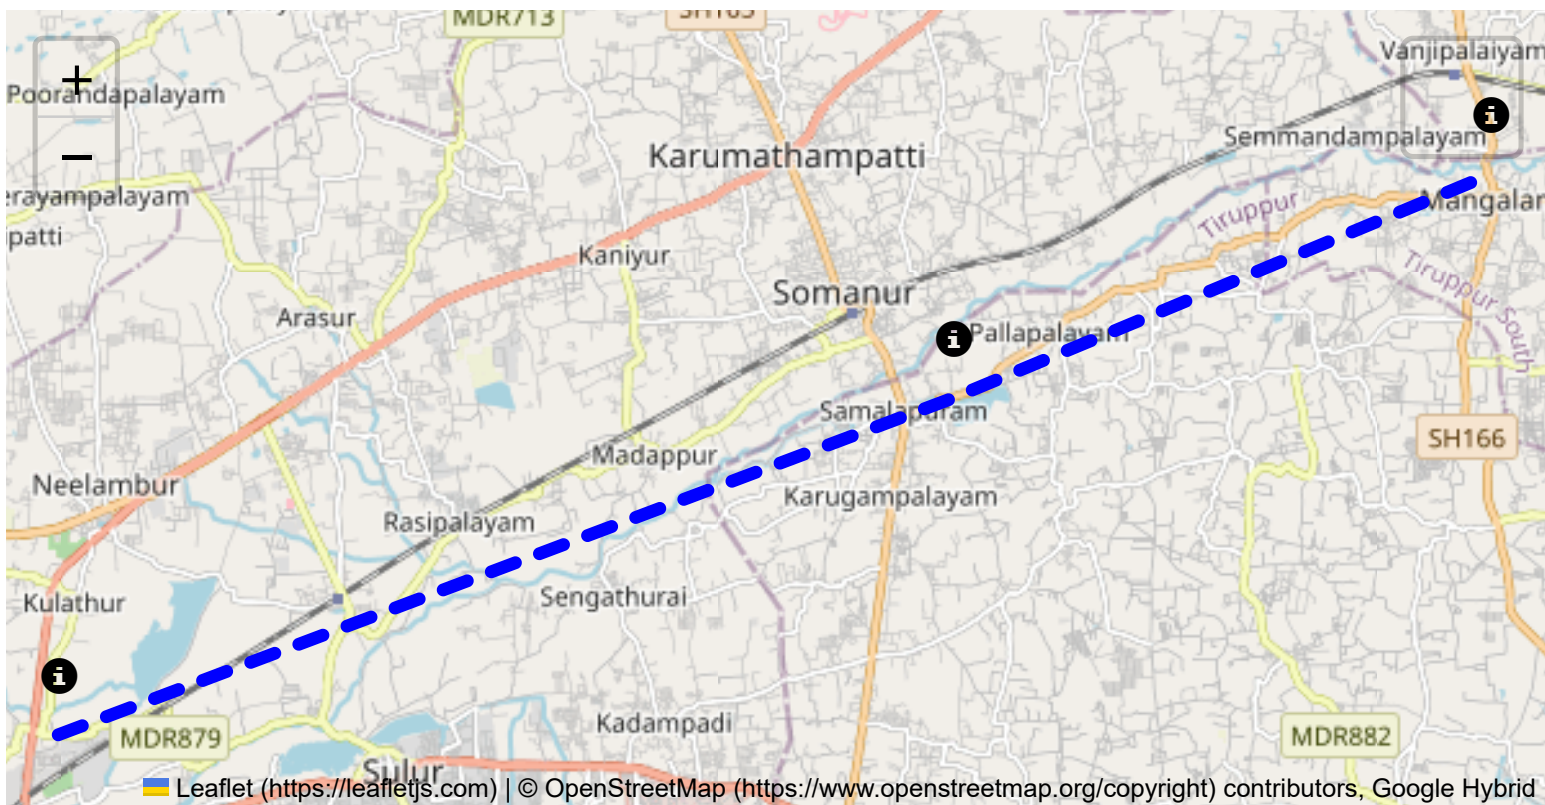 MDR713
SH165
Vanjipalaiyam
+
Poorandapalayam
Semmandampalayam
Karumathampatti
−
erayampalayam
Mangalar
Tiruppur
patti
Kaniyur
Tiruppur South
Somanur
Arasur
Pallapalayam
Samalapuram
SH166
Madappur
Neelambur
Karugampalayam
Rasipalayam
Kulathur
Sengathurai
Kadampadi
MDR879
MDR882
Sulur
Leaflet (https://leafletjs.com) | © OpenStreetMap (https://www.openstreetmap.org/copyright) contributors, Google Hybrid